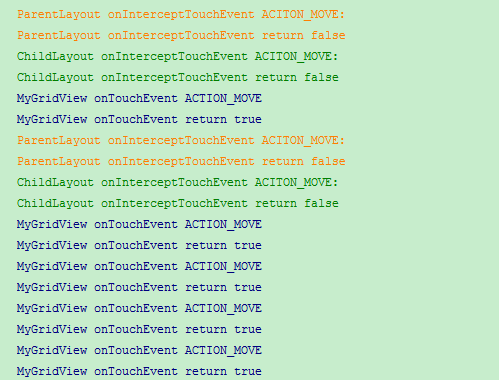 ParentLayout onInterceptTouchEvent ACITON_MOVE:
ParentLayout onInterceptTouchEvent return false
ChildLayout onInterceptTouchEvent ACITON_MOVE:
ChildLayout onInterceptTouchEvent return false
MyGridView onTouchEvent ACTION_MOVE
MyGridView onTouchEvent return true
ParentLayout onInterceptTouchEvent ACITON_MOVE:
ParentLayout onInterceptTouchEvent return false
ChildLayout onInterceptTouchEvent ACITON_MOVE:
ChildLayout onInterceptTouchEvent return false
MyGridView onTouchEvent ACTION_MOVE
MyGridView onTouchEvent return true
MyGridView onTouchEvent ACTION_MOVE
MyGridView onTouchEvent return true
MyGridView onTouchEvent ACTION_MOVE
MyGridView onTouchEvent return true
MyGridView onTouchEvent ACTION_MOVE
MyGridView onTouchEvent return true